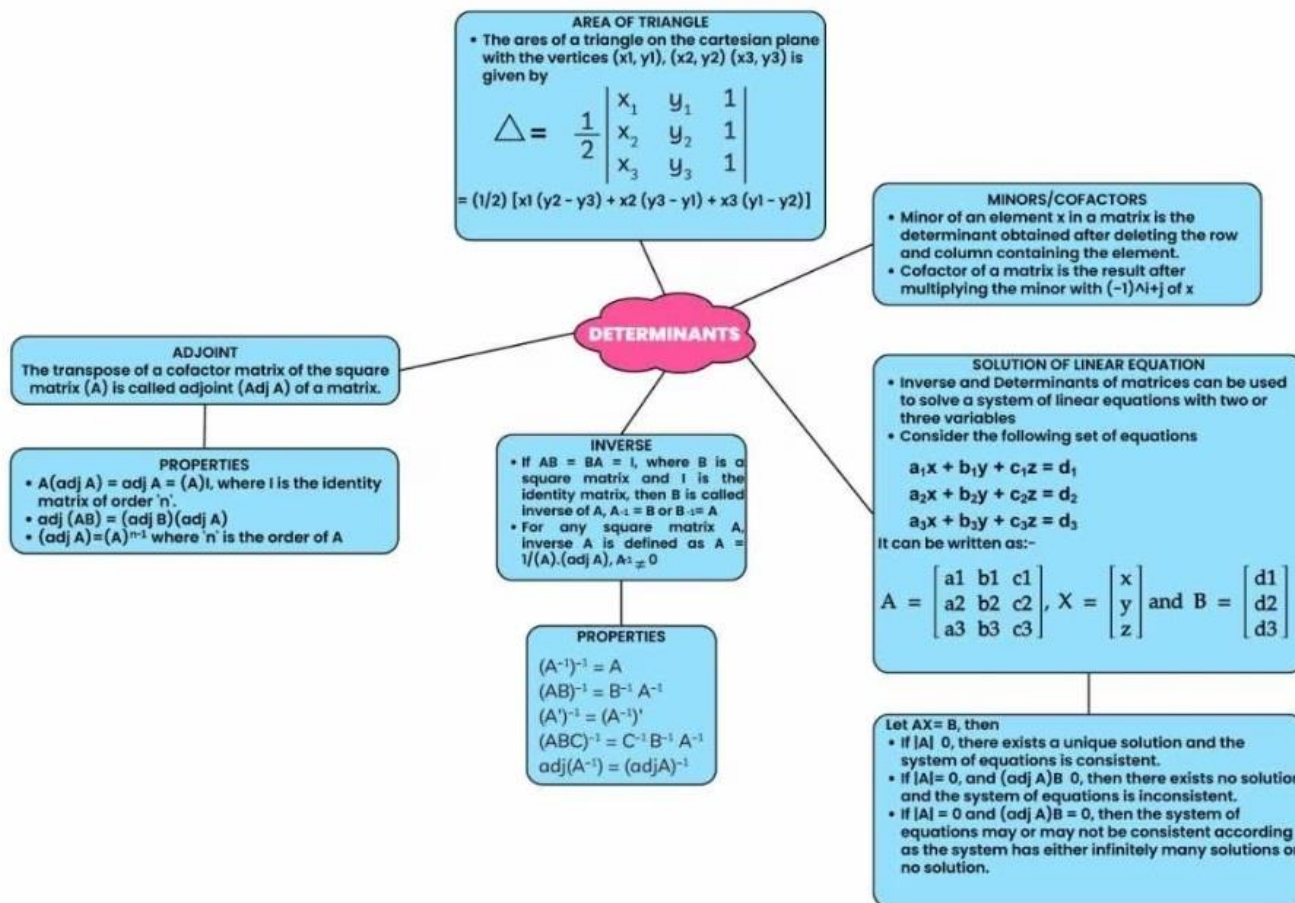 AREA OF TRIANGLE
• The ares of a triangle on the cartesian plane
with the vertices (x1, y1), (x2, y2) (x3, y3) is
given by
△ = 1/2 | x₁ y₁ 1 |
| x₂ y₂ 1 |
| x₃ y₃ 1 |
= (1/2) [x1 (y2 - y3) + x2 (y3 - y1) + x3 (y1 - y2)]
MINORS/COFACTORS
• Minor of an element x in a matrix is the
determinant obtained after deleting the row
and column containing the element.
• Cofactor of a matrix is the result after
multiplying the minor with (-1)^i+j of x
DETERMINANTS
ADJOINT
The transpose of a cofactor matrix of the square
matrix (A) is called adjoint (Adj A) of a matrix.
PROPERTIES
• A(adj A) = adj A = (A)I, where I is the identity
matrix of order 'n'.
• adj (AB) = (adj B)(adj A)
• (adj A)=(A)ⁿ⁻¹ where 'n' is the order of A
INVERSE
• If AB = BA = I, where B is a
square matrix and I is the
identity matrix, then B is called
inverse of A, A⁻¹ = B or B⁻¹= A
• For any square matrix A,
inverse A is defined as A =
1/(A).(adj A), A⁻¹ ≠ 0
PROPERTIES
(A⁻¹)⁻¹ = A
(AB)⁻¹ = B⁻¹ A⁻¹
(A')⁻¹ = (A⁻¹)'
(ABC)⁻¹ = C⁻¹ B⁻¹ A⁻¹
adj(A⁻¹) = (adjA)⁻¹
SOLUTION OF LINEAR EQUATION
• Inverse and Determinants of matrices can be used
to solve a system of linear equations with two or
three variables
• Consider the following set of equations
a₁x + b₁y + c₁z = d₁
a₂x + b₂y + c₂z = d₂
a₃x + b₃y + c₃z = d₃
It can be written as:-
A = [a1 b1 c1], X = [x] and B = [d1]
[a2 b2 c2] [y] [d2]
[a3 b3 c3] [z] [d3]
Let AX= B, then
• If |A| 0, there exists a unique solution and the
system of equations is consistent.
• If |A|= 0, and (adj A)B 0, then there exists no solution
and the system of equations is inconsistent.
• If |A| = 0 and (adj A)B = 0, then the system of
equations may or may not be consistent according
as the system has either infinitely many solutions or
no solution.